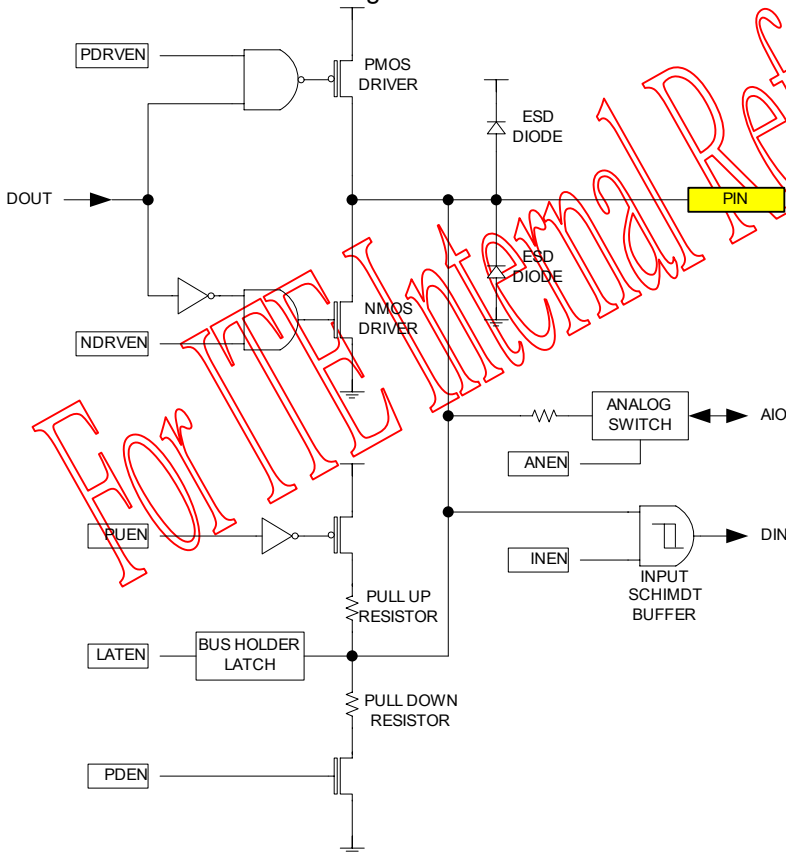 PDRVEN
PMOS
DRIVER
ESD
DIODE
DOUT
PIN
ESD
DIODE
NMOS
DRIVER
NDRVEN
ANALOG
SWITCH
AIO
ANEN
PUEN
DIN
INEN
INPUT
SCHIMDT
BUFFER
PULL UP
RESISTOR
LATEN
BUS HOLDER
LATCH
PULL DOWN
RESISTOR
PDEN
For ITE Internal Ref